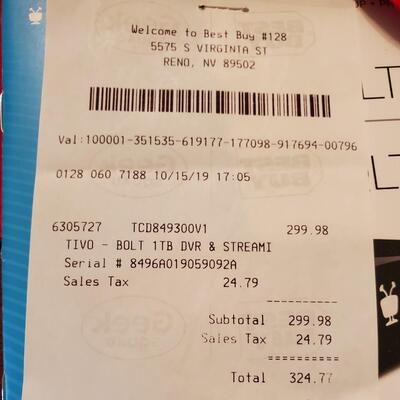 Welcome to Best Buy #128
5575 S VIRGINIA ST
RENO, NV 89502
Val:100001-351535-619177-177098-917694-00796
0128 060 7188 10/15/19 17:05
6305727 TCD849300V1 299.98
TIVO - BOLT 1TB DVR & STREAMI
Serial # 8496A019059092A
Sales Tax 24.79
Subtotal 299.98
Sales Tax 24.79
Total 324.77